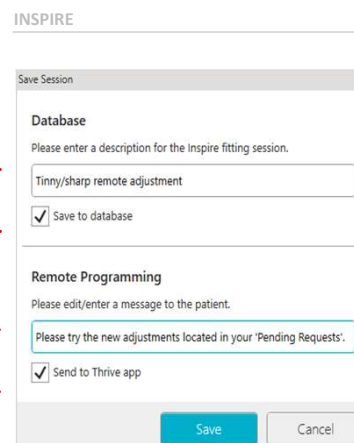 INSPIRE
Save Session
Database
Please enter a description for the Inspire fitting session.
Tinny/sharp remote adjustment
Save to database
Remote Programming
Please edit/enter a message to the patient.
Please try the new adjustments located in your 'Pending Requests'.
Send to Thrive app
Save Cancel